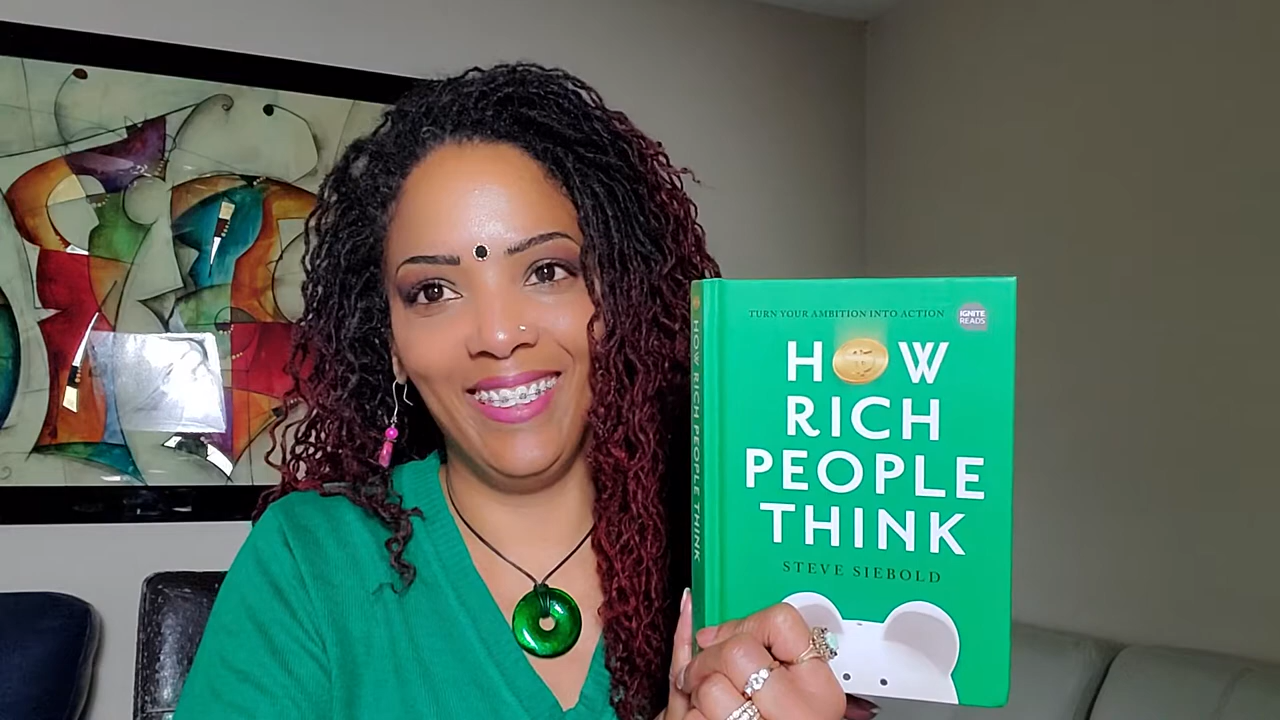 TURN YOUR AMBITION INTO ACTION
IGNITE
READS
HOW
RICH
PEOPLE
THINK
STEVE SIEBOLD
HOW RICH PEOPLE THINK